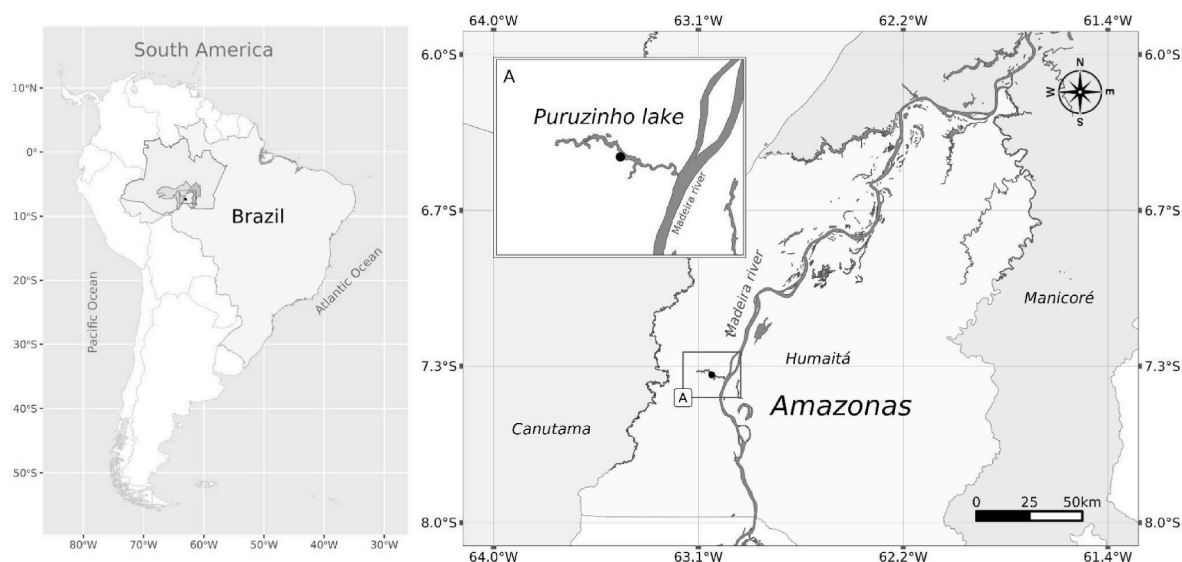 South America
10°N
0°
10°S
20°S
30°S
40°S
50°S
80°W
70°W
60°W
50°W
40°W
30°W
Pacific Ocean
Atlantic Ocean
Brazil
64.0°W
63.1°W
62.2°W
61.4°W
6.0°S
6.0°S
A
Puruzinho lake
Madeira river
N
W
E
S
6.7°S
6.7°S
Madeira river
Manicoré
7.3°S
7.3°S
Humaitá
A
Amazonas
Canutama
0
25
50km
8.0°S
8.0°S
64.0°W
63.1°W
62.2°W
61.4°W